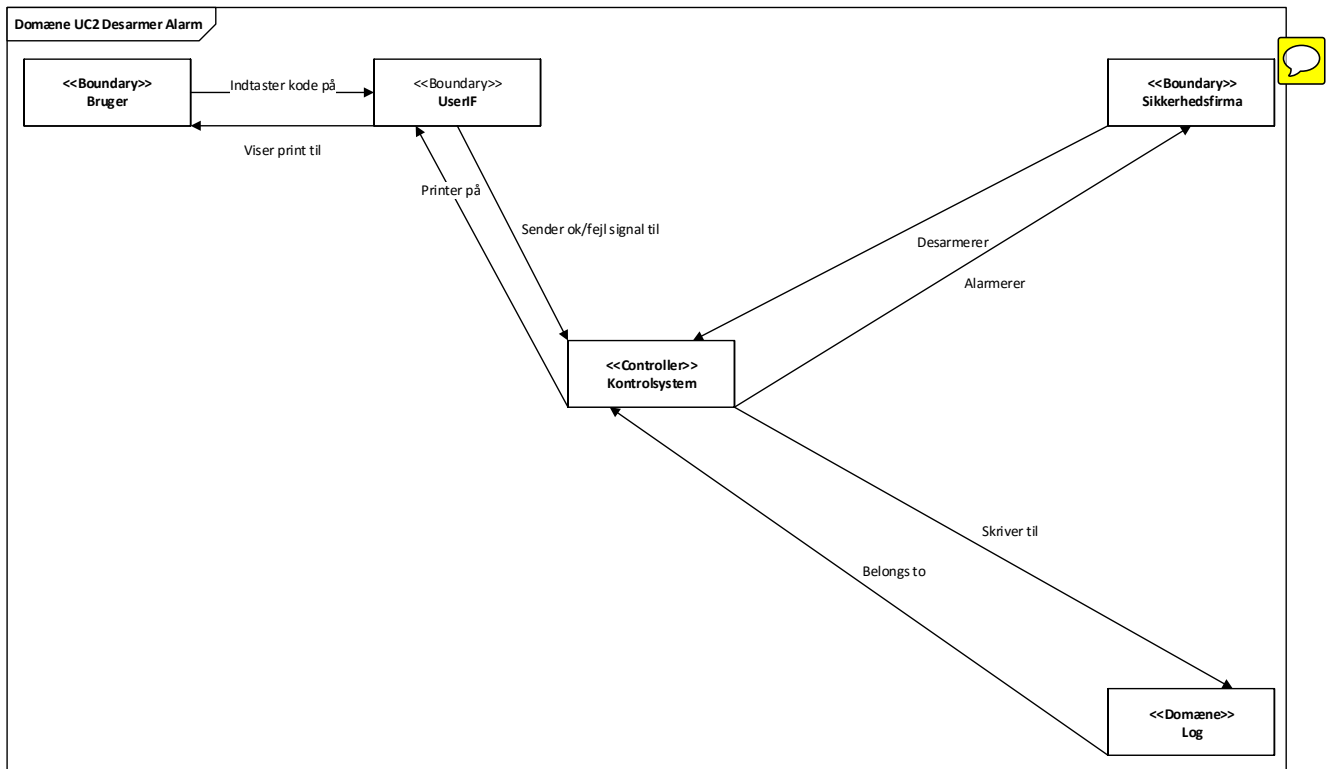 Domæne UC2 Desarmer Alarm
<<Boundary>>
Bruger
Indtaster kode på
<<Boundary>>
UserIF
<<Boundary>>
Sikkerhedsfirma
Viser print til
Printer på
Sender ok/fejl signal til
Desarmerer
Alarmerer
<<Controller>>
Kontrolsystem
Skriver til
Belongs to
<<Domæne>>
Log